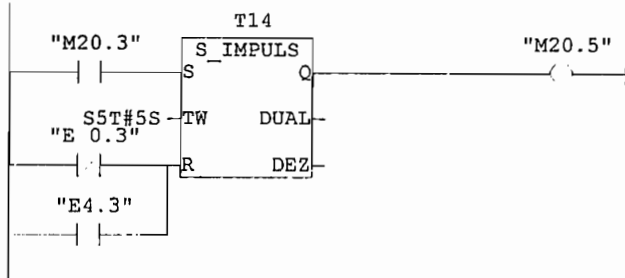 T14
"M20.3"
S_IMPULS
"M20.5"
S
Q
S5T#5S
TW
DUAL
"E 0.3"
R
DEZ
"E4.3"